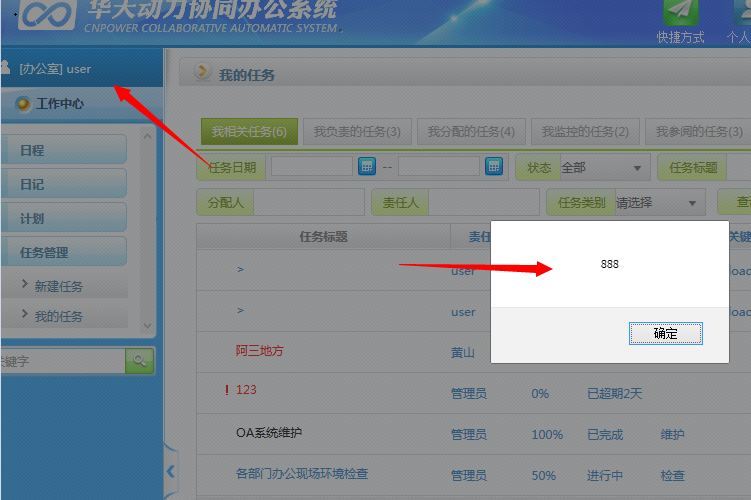 华天动力协同办公系统
CNPOWER COLLABORATIVE AUTOMATIC SYSTEM
快捷方式 个人
[办公室] user
工作中心
日程
日记
计划
任务管理
新建任务
我的任务
关键字
我的任务
我相关任务(6) 我负责的任务(3) 我分配的任务(4) 我监控的任务(2) 我参阅的任务(3)
任务日期 -- 状态 全部 任务标题
分配人 责任人 任务类别 请选择 查
任务标题 责任 关键
> user load
> user load
阿三地方 黄山
! 123 管理员 0% 已超期2天
OA系统维护 管理员 100% 已完成 维护
各部门办公现场环境检查 管理员 50% 进行中 检查
888
确定